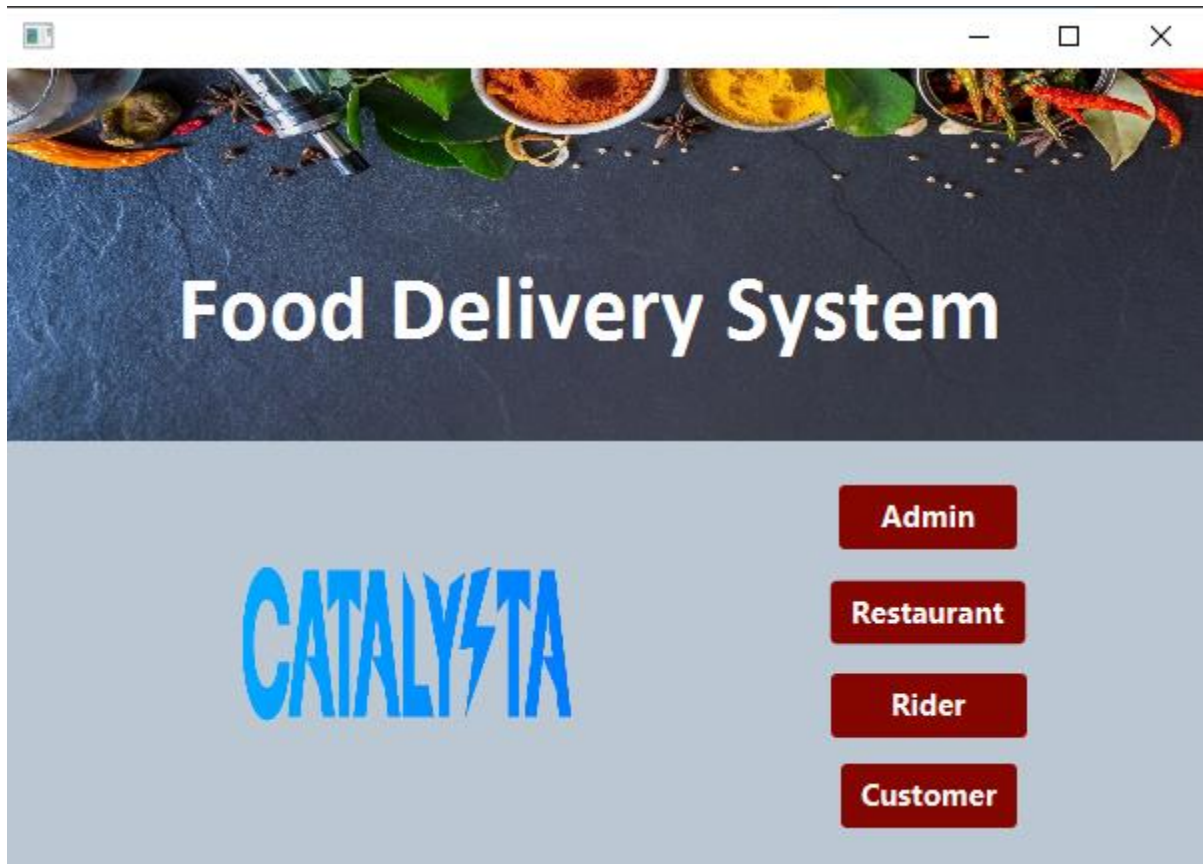 Food Delivery System
CATALYSTA
Admin
Restaurant
Rider
Customer